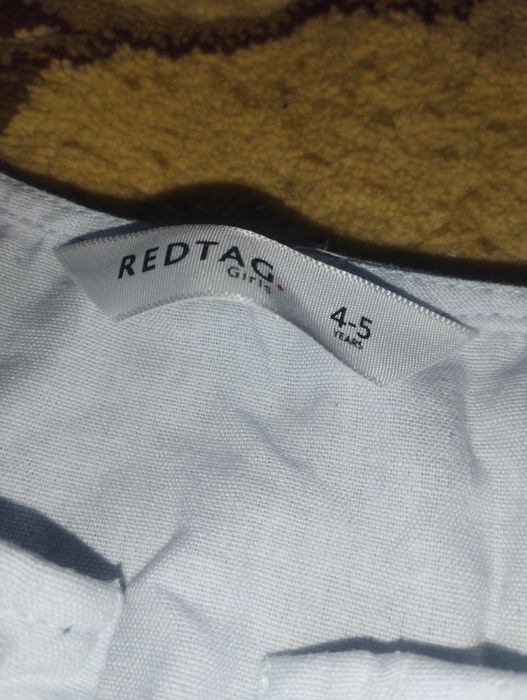 REDTAG.
Girls
4-5
YEARS